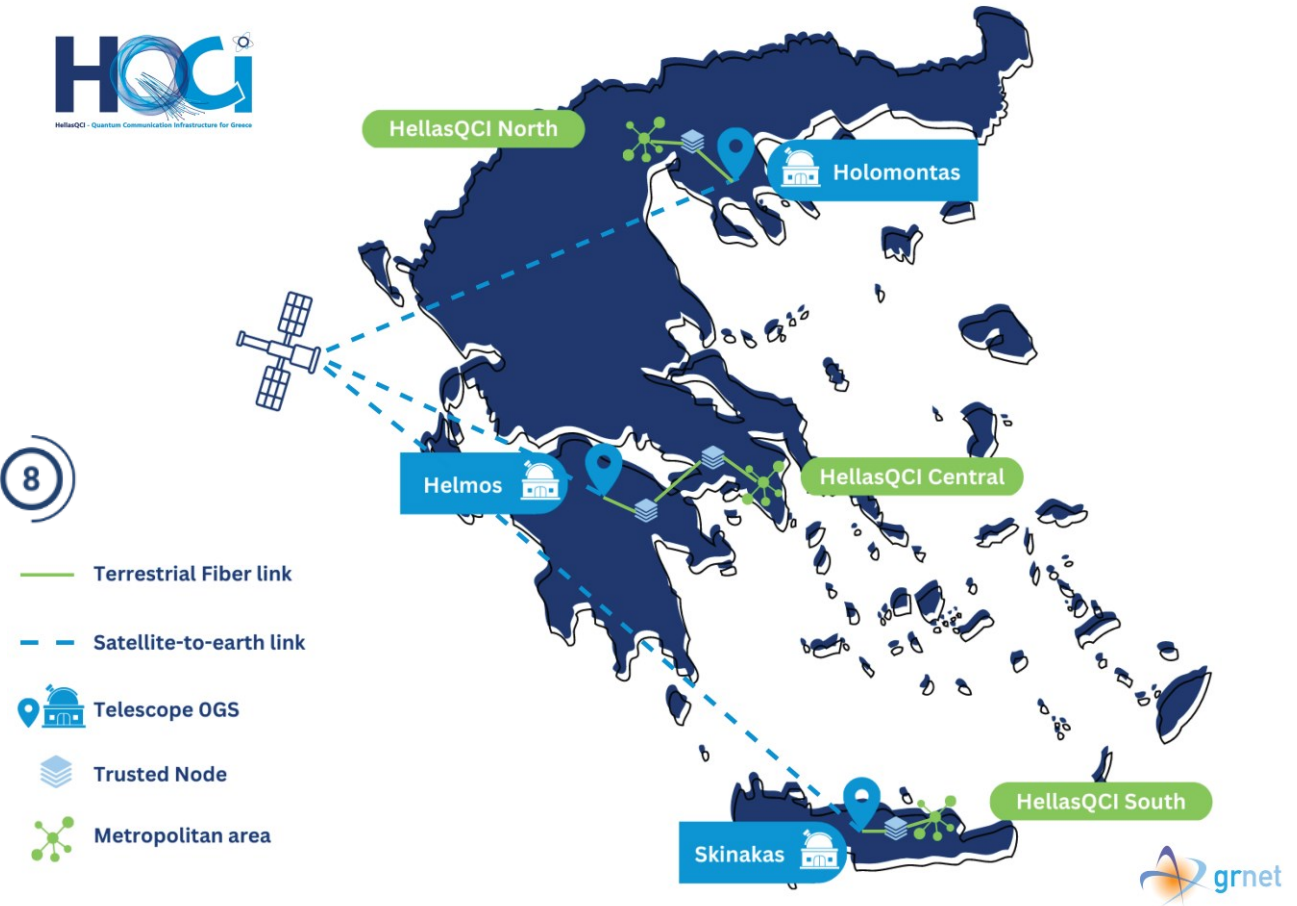 HQCi
HellasQCI - Quantum Communication Infrastructure for Greece
HellasQCI North
Holomontas
Helmos
HellasQCI Central
8
Terrestrial Fiber link
Satellite-to-earth link
Telescope OGS
Trusted Node
Metropolitan area
HellasQCI South
Skinakas
grnet